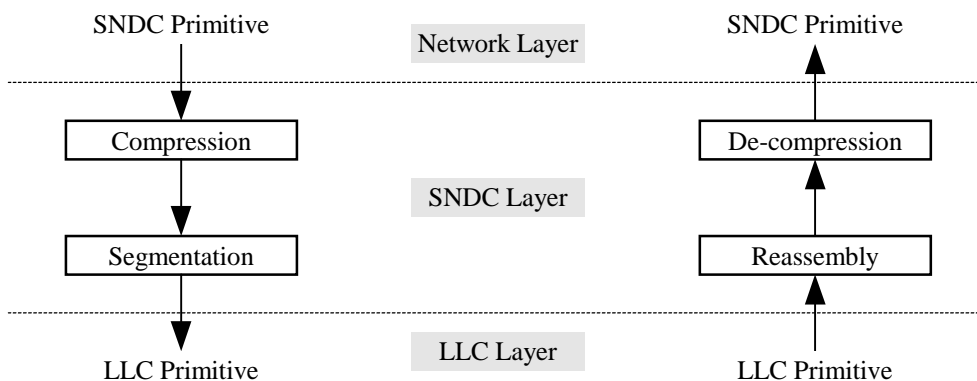 SNDC Primitive
Network Layer
SNDC Primitive
Compression
De-compression
SNDC Layer
Segmentation
Reassembly
LLC Primitive
LLC Layer
LLC Primitive